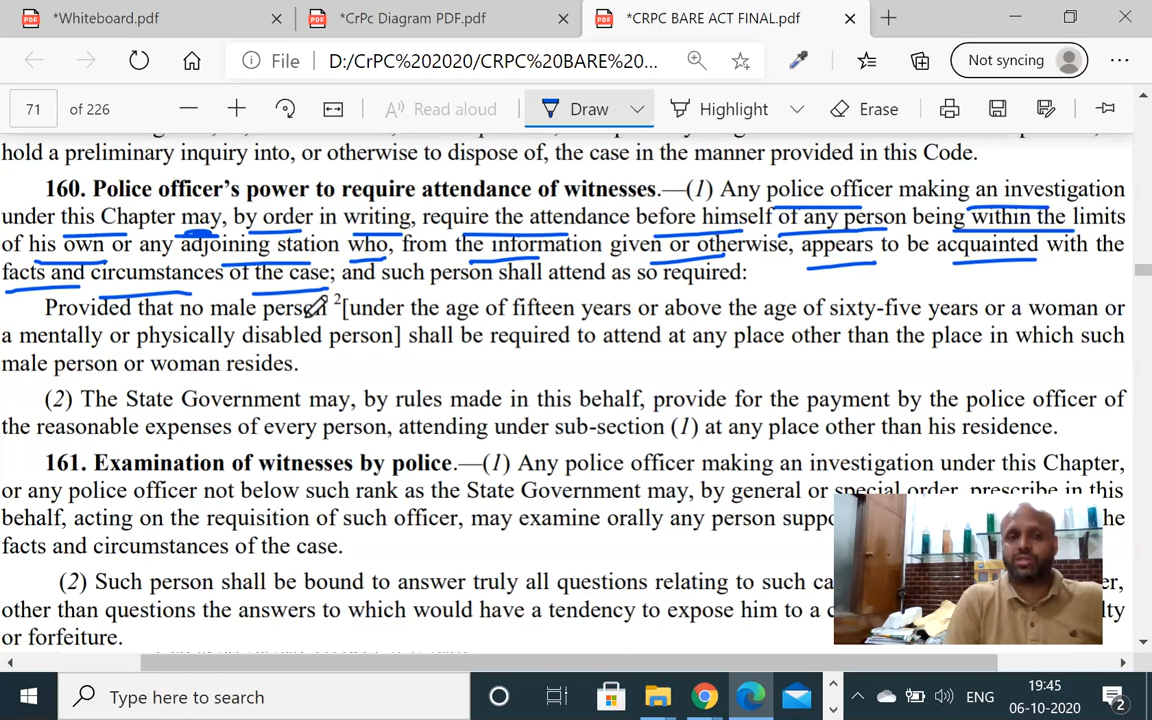 *Whiteboard.pdf
*CrPc Diagram PDF.pdf
*CRPC BARE ACT FINAL.pdf
File D:/CrPC%202020/CRPC%20BARE%20... Not syncing
71 of 226 Read aloud Draw Highlight Erase
hold a preliminary inquiry into, or otherwise to dispose of, the case in the manner provided in this Code.
160. Police officer’s power to require attendance of witnesses.—(1) Any police officer making an investigation
under this Chapter may, by order in writing, require the attendance before himself of any person being within the limits
of his own or any adjoining station who, from the information given or otherwise, appears to be acquainted with the
facts and circumstances of the case; and such person shall attend as so required:
Provided that no male person ²[under the age of fifteen years or above the age of sixty-five years or a woman or
a mentally or physically disabled person] shall be required to attend at any place other than the place in which such
male person or woman resides.
(2) The State Government may, by rules made in this behalf, provide for the payment by the police officer of
the reasonable expenses of every person, attending under sub-section (1) at any place other than his residence.
161. Examination of witnesses by police.—(1) Any police officer making an investigation under this Chapter,
or any police officer not below such rank as the State Government may, by general or special order, prescribe in this
behalf, acting on the requisition of such officer, may examine orally any person suppo he
facts and circumstances of the case.
(2) Such person shall be bound to answer truly all questions relating to such ca er,
other than questions the answers to which would have a tendency to expose him to a c lty
or forfeiture.
Type here to search
ENG
19:45
06-10-2020
2